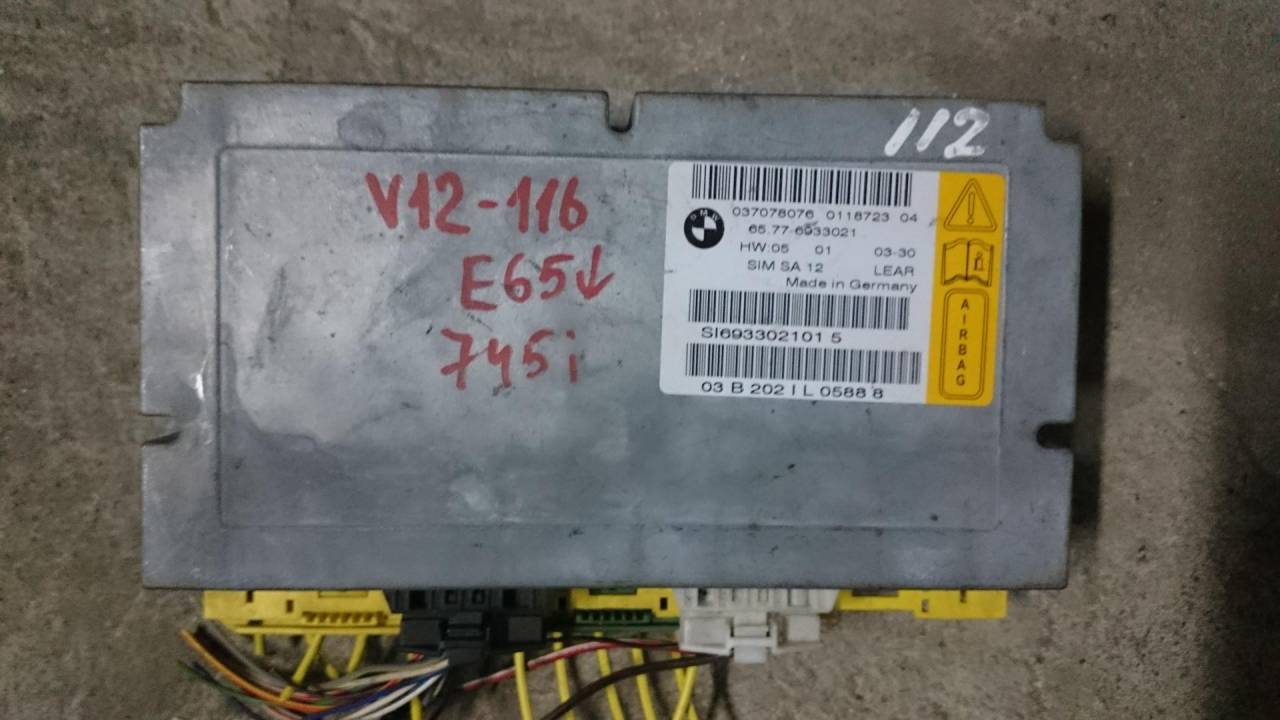 112
V12-116
E65↓
745i
BMW
037078076 0118723 04
65.77-6933021
HW:05 01 03-30
SIM SA 12 LEAR
Made in Germany
SI693302101 5
03 B 202 I L 0588 8
AIRBAG